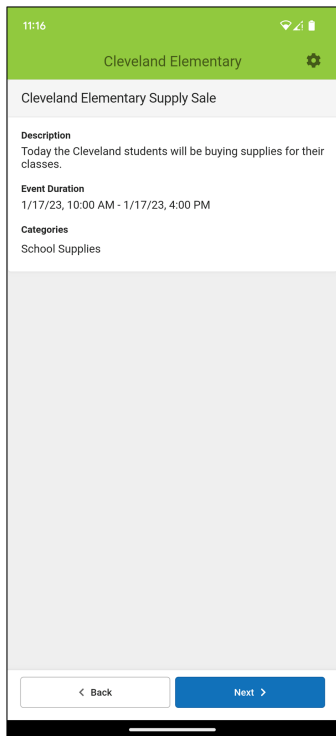 11:16
Cleveland Elementary
Cleveland Elementary Supply Sale
Description
Today the Cleveland students will be buying supplies for their
classes.
Event Duration
1/17/23, 10:00 AM - 1/17/23, 4:00 PM
Categories
School Supplies
Back
Next